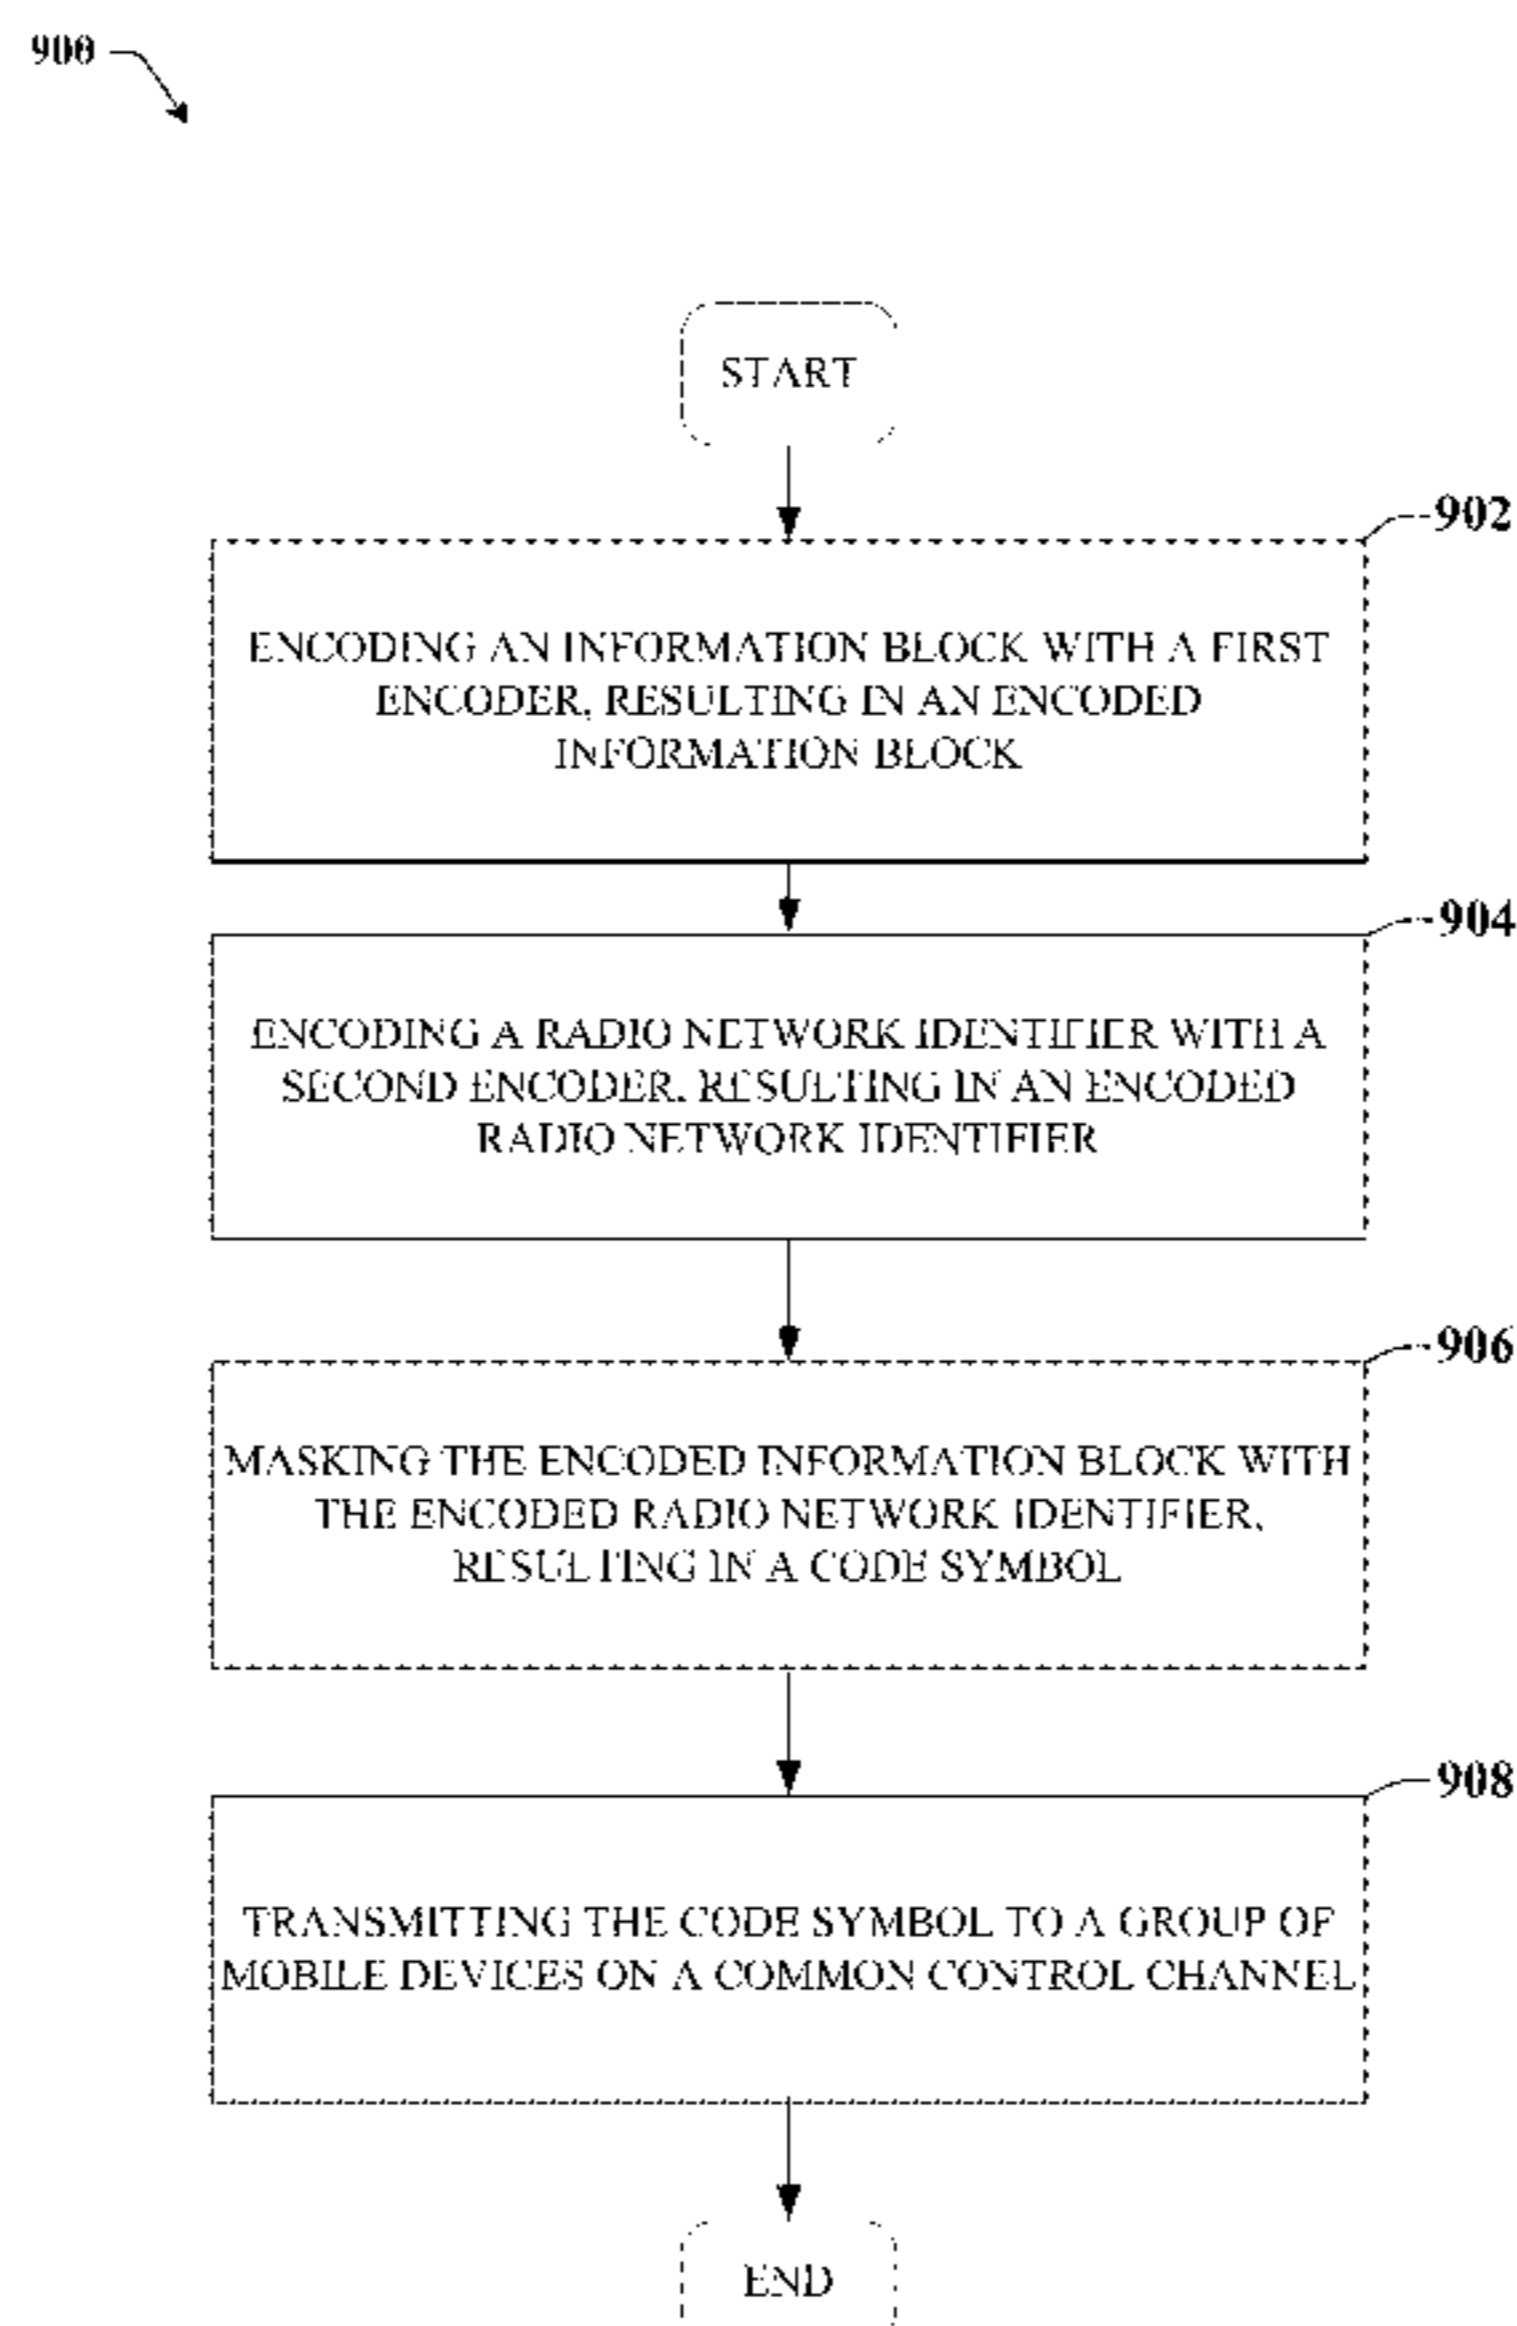 900
START
902
ENCODING AN INFORMATION BLOCK WITH A FIRST
ENCODER, RESULTING IN AN ENCODED
INFORMATION BLOCK
904
ENCODING A RADIO NETWORK IDENTIFIER WITH A
SECOND ENCODER, RESULTING IN AN ENCODED
RADIO NETWORK IDENTIFIER
906
MASKING THE ENCODED INFORMATION BLOCK WITH
THE ENCODED RADIO NETWORK IDENTIFIER,
RESULTING IN A CODE SYMBOL
908
TRANSMITTING THE CODE SYMBOL TO A GROUP OF
MOBILE DEVICES ON A COMMON CONTROL CHANNEL
END